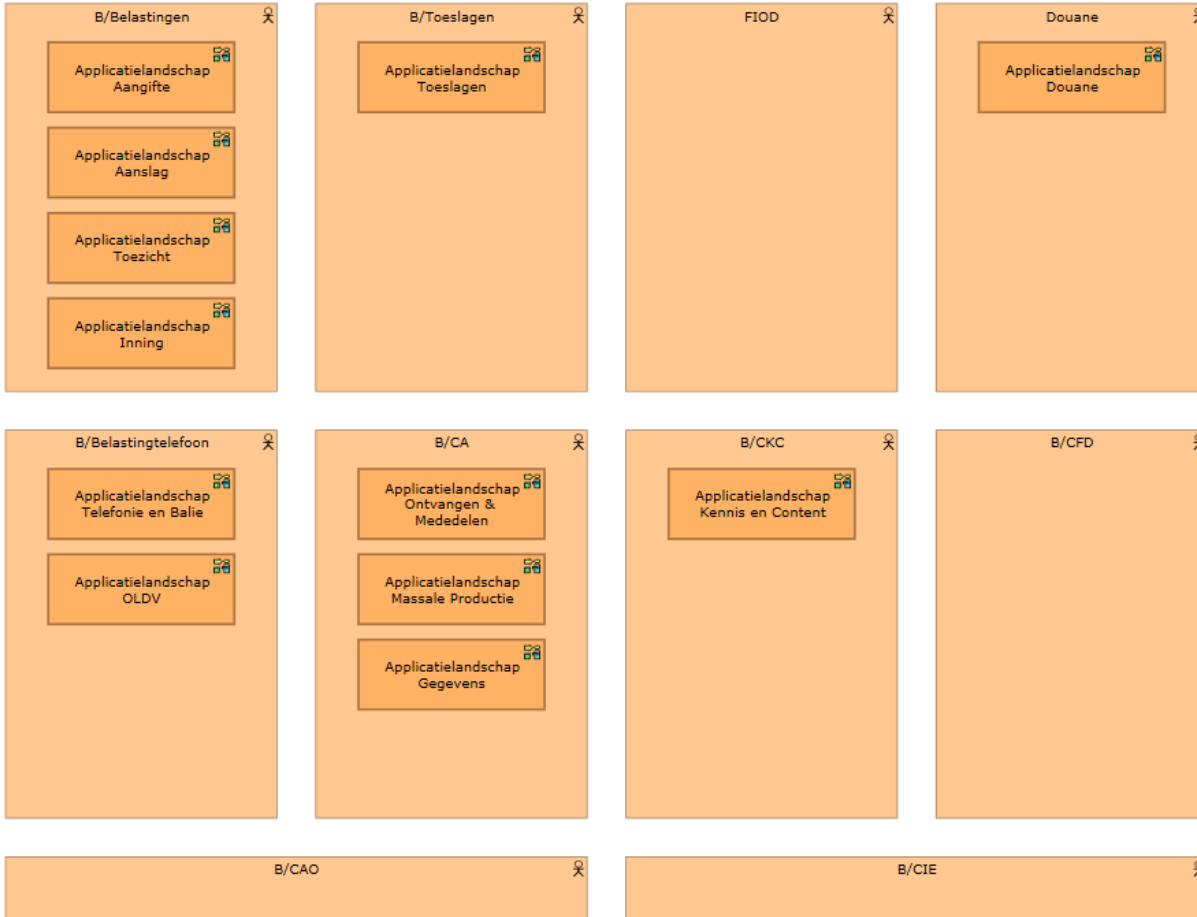 B/Belastingen
Applicatielandschap
Aangifte
Applicatielandschap
Aanslag
Applicatielandschap
Toezicht
Applicatielandschap
Inning
B/Toeslagen
Applicatielandschap
Toeslagen
FIOD
Douane
Applicatielandschap
Douane
B/Belastingtelefoon
Applicatielandschap
Telefonie en Balie
Applicatielandschap
OLDV
B/CA
Applicatielandschap
Ontvangen &
Mededelen
Applicatielandschap
Massale Productie
Applicatielandschap
Gegevens
B/CKC
Applicatielandschap
Kennis en Content
B/CFD
B/CAO
B/CIE